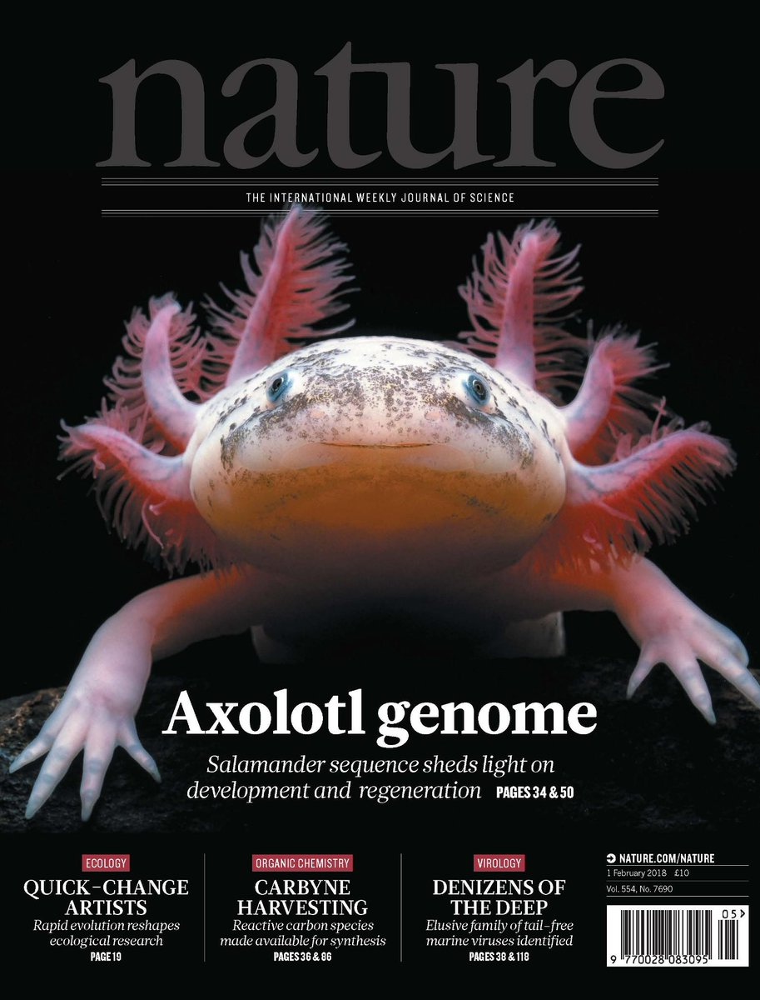 nature
THE INTERNATIONAL WEEKLY JOURNAL OF SCIENCE
Axolotl genome
Salamander sequence sheds light on
development and regeneration PAGES 34 & 50
ECOLOGY
QUICK-CHANGE
ARTISTS
Rapid evolution reshapes
ecological research
PAGE 19
ORGANIC CHEMISTRY
CARBYNE
HARVESTING
Reactive carbon species
made available for synthesis
PAGES 36 & 86
VIROLOGY
DENIZENS OF
THE DEEP
Elusive family of tail-free
marine viruses identified
PAGES 38 & 118
NATURE.COM/NATURE
1 February 2018 £10
Vol. 554, No. 7690
05
9 770028 083095